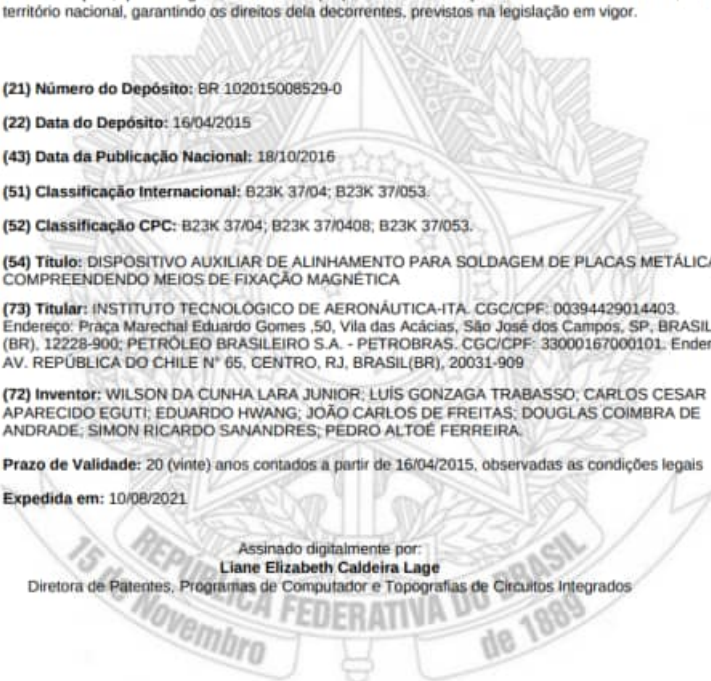 território nacional, garantindo os direitos dela decorrentes, previstos na legislação em vigor.
(21) Número do Depósito: BR 102015008529-0
(22) Data do Depósito: 16/04/2015
(43) Data da Publicação Nacional: 18/10/2016
(51) Classificação Internacional: B23K 37/04; B23K 37/053.
(52) Classificação CPC: B23K 37/04; B23K 37/0408; B23K 37/053.
(54) Título: DISPOSITIVO AUXILIAR DE ALINHAMENTO PARA SOLDAGEM DE PLACAS METÁLICA
COMPREENDENDO MEIOS DE FIXAÇÃO MAGNÉTICA
(73) Titular: INSTITUTO TECNOLÓGICO DE AERONÁUTICA-ITA. CGC/CPF: 00394429014403.
Endereço: Praça Marechal Eduardo Gomes ,50, Vila das Acácias, São José dos Campos, SP, BRASIL
(BR), 12228-900; PETRÓLEO BRASILEIRO S.A. - PETROBRAS. CGC/CPF: 33000167000101. Ender
AV. REPÚBLICA DO CHILE N° 65, CENTRO, RJ, BRASIL(BR), 20031-909
(72) Inventor: WILSON DA CUNHA LARA JUNIOR; LUÍS GONZAGA TRABASSO; CARLOS CESAR
APARECIDO EGUTI; EDUARDO HWANG; JOÃO CARLOS DE FREITAS; DOUGLAS COIMBRA DE
ANDRADE; SIMON RICARDO SANANDRES; PEDRO ALTOÉ FERREIRA.
Prazo de Validade: 20 (vinte) anos contados a partir de 16/04/2015, observadas as condições legais
Expedida em: 10/08/2021
Assinado digitalmente por:
Liane Elizabeth Caldeira Lage
Diretora de Patentes, Programas de Computador e Topografias de Circuitos Integrados
REPÚBLICA FEDERATIVA DO BRASIL
15 de Novembro de 1889